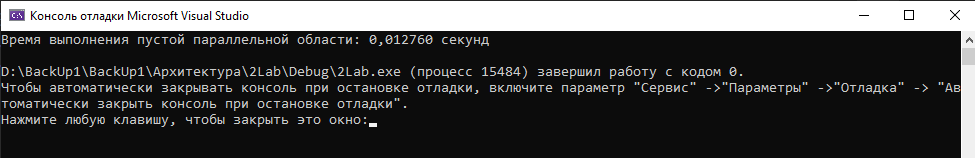 Консоль отладки Microsoft Visual Studio
Время выполнения пустой параллельной области: 0,012760 секунд
D:\BackUp1\BackUp1\Архитектура\2Lab\Debug\2Lab.exe (процесс 15484) завершил работу с кодом 0.
Чтобы автоматически закрывать консоль при остановке отладки, включите параметр "Сервис" ->"Параметры" ->"Отладка" -> "Ав
томатически закрыть консоль при остановке отладки".
Нажмите любую клавишу, чтобы закрыть это окно: